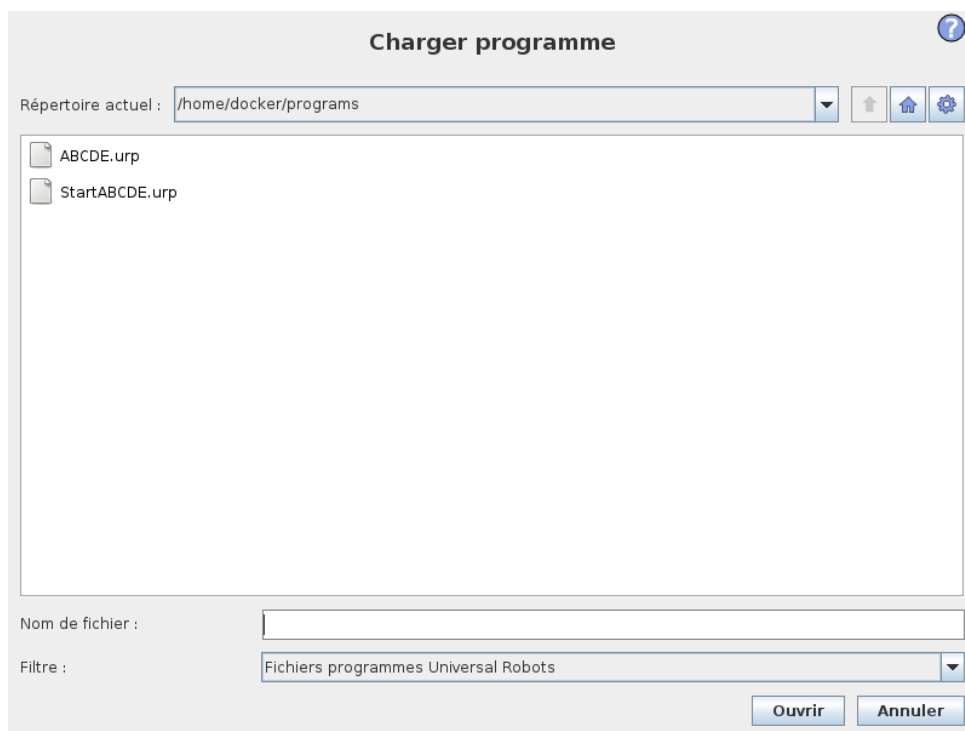 Charger programme
?
Répertoire actuel : /home/docker/programs
ABCDE.urp
StartABCDE.urp
Nom de fichier :
Filtre : Fichiers programmes Universal Robots
Ouvrir Annuler